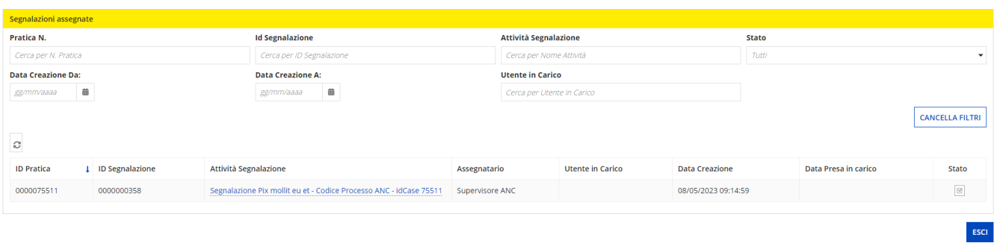 Segnalazioni assegnate
Pratica N. Id Segnalazione Attività Segnalazione Stato
Cerca per N. Pratica Cerca per ID Segnalazione Cerca per Nome Attività Tutti
Data Creazione Da: Data Creazione A: Utente in Carico
gg/mm/aaaa gg/mm/aaaa Cerca per Utente in Carico
CANCELLA FILTRI
ID Pratica ID Segnalazione Attività Segnalazione Assegnatario Utente in Carico Data Creazione Data Presa in carico Stato
0000075511 0000000358 Segnalazione Pix mollit eu et - Codice Processo ANC - idCase 75511 Supervisore ANC 08/05/2023 09:14:59
ESCI